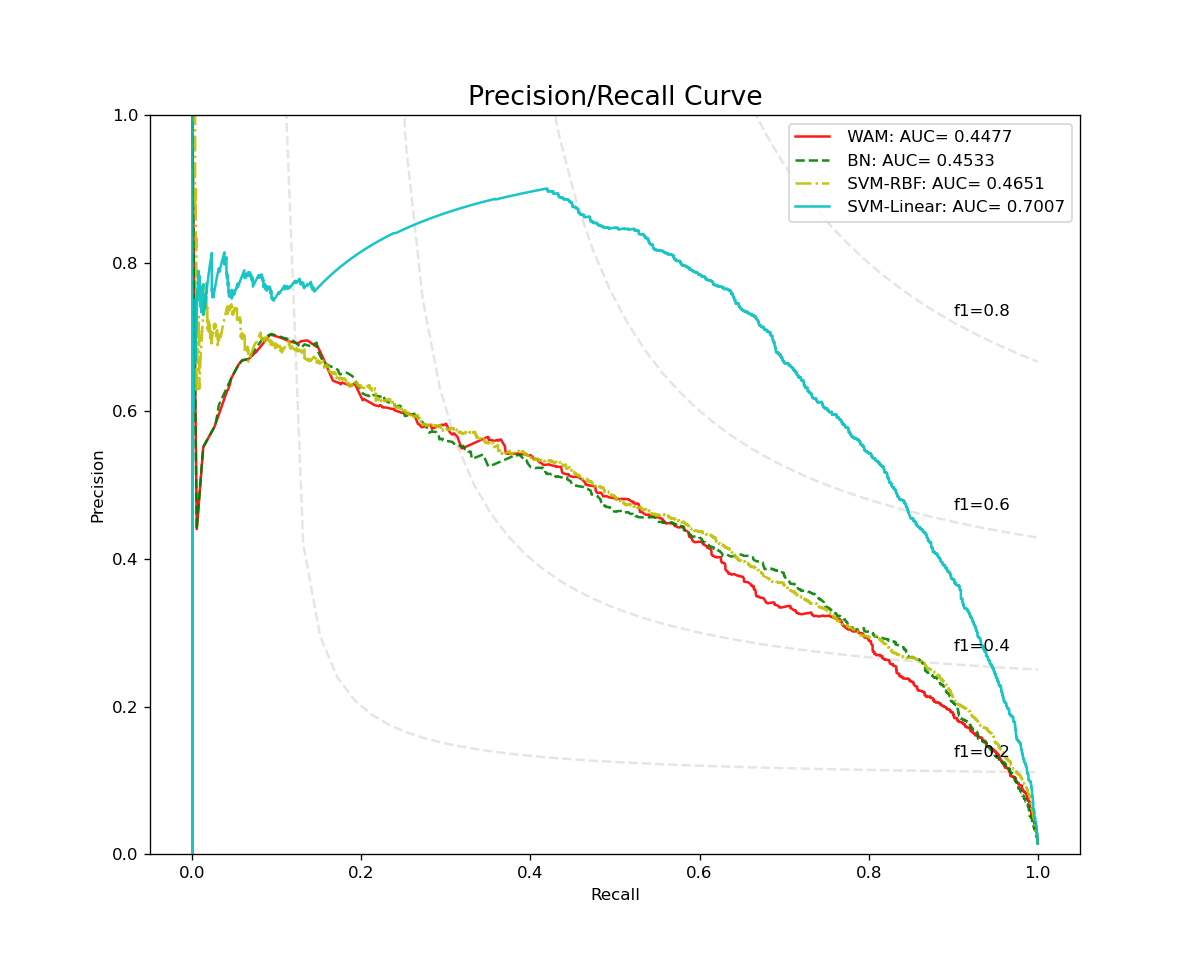 Precision/Recall Curve
1.0
0.8
0.6
0.4
0.2
0.0
Precision
WAM: AUC= 0.4477
BN: AUC= 0.4533
SVM-RBF: AUC= 0.4651
SVM-Linear: AUC= 0.7007
f1=0.8
f1=0.6
f1=0.4
f1=0.2
0.0 0.2 0.4 0.6 0.8 1.0
Recall